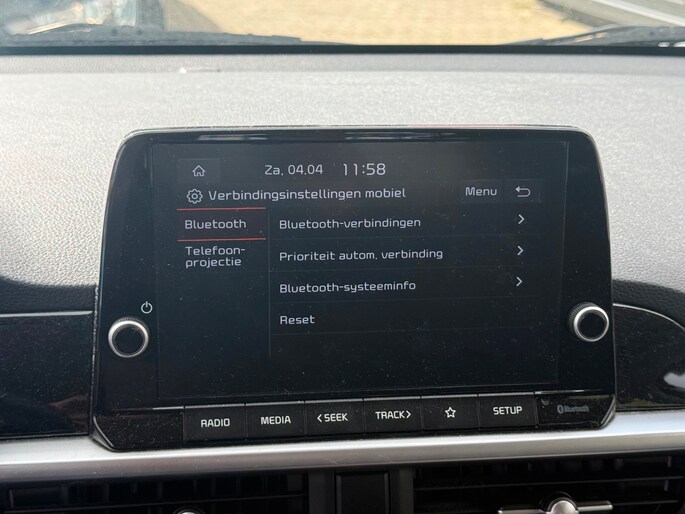 Za, 04.04 11:58
Verbindingsinstellingen mobiel
Menu
Bluetooth
Telefoon-
projectie
Bluetooth-verbindingen
Prioriteit autom. verbinding
Bluetooth-systeeminfo
Reset
RADIO
MEDIA
< SEEK
TRACK >
SETUP
Bluetooth